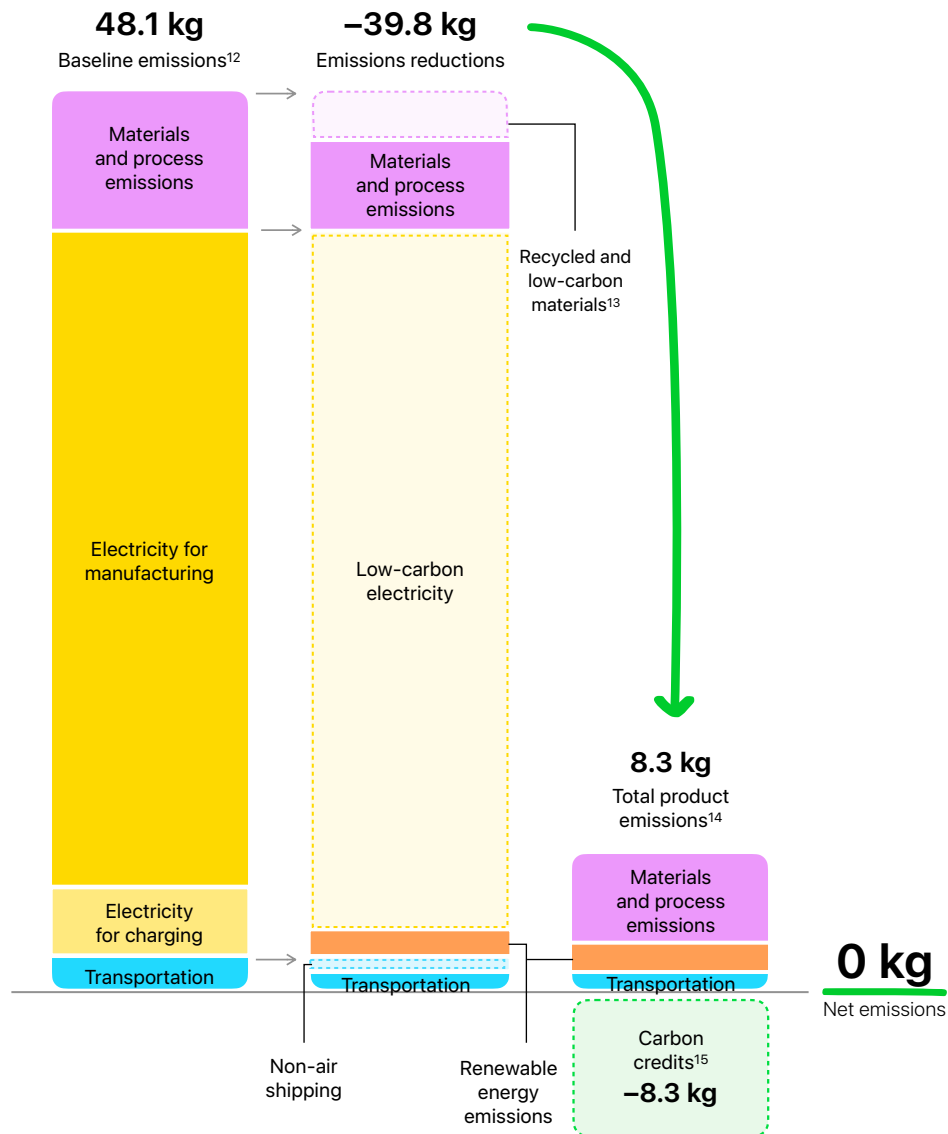 48.1 kg
Baseline emissions¹²
−39.8 kg
Emissions reductions
Materials
and process
emissions
Materials
and process
emissions
Recycled and
low-carbon
materials¹³
Electricity for
manufacturing
Low-carbon
electricity
8.3 kg
Total product
emissions¹⁴
Materials
and process
emissions
Electricity
for charging
Transportation
Transportation
Transportation
0 kg
Net emissions
Non-air
shipping
Renewable
energy
emissions
Carbon
credits¹⁵
−8.3 kg